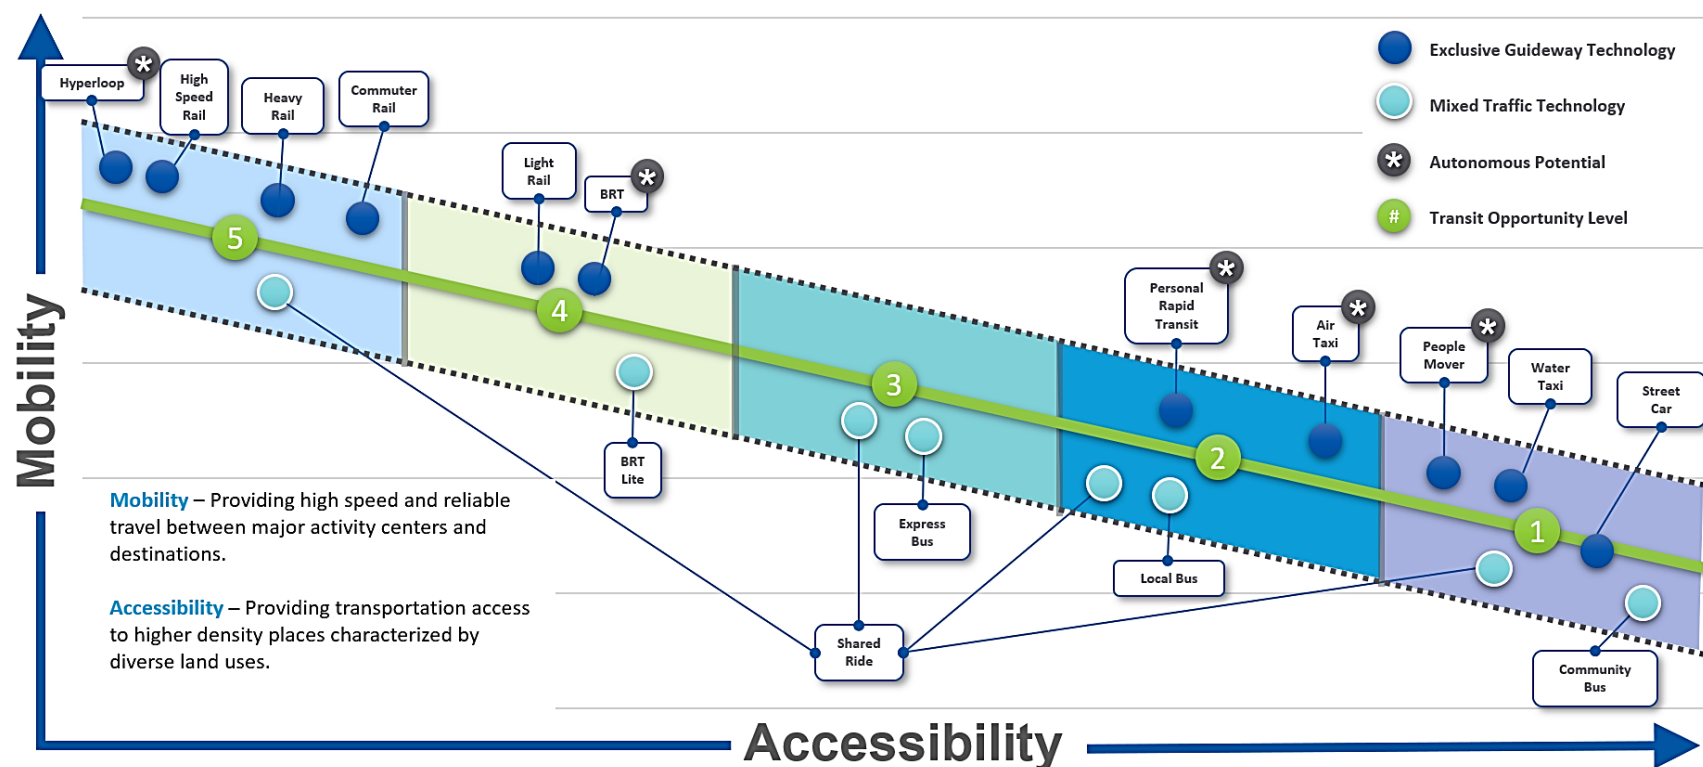 Hyperloop
*
High
Speed
Rail
Heavy
Rail
Commuter
Rail
Light
Rail
BRT
*
Exclusive Guideway Technology
Mixed Traffic Technology
*
Autonomous Potential
#
Transit Opportunity Level
5
4
3
2
1
Personal
Rapid
Transit
*
Air
Taxi
*
People
Mover
*
Water
Taxi
Street
Car
BRT
Lite
Express
Bus
Local Bus
Shared
Ride
Community
Bus
Mobility
Mobility – Providing high speed and reliable
travel between major activity centers and
destinations.
Accessibility – Providing transportation access
to higher density places characterized by
diverse land uses.
Accessibility